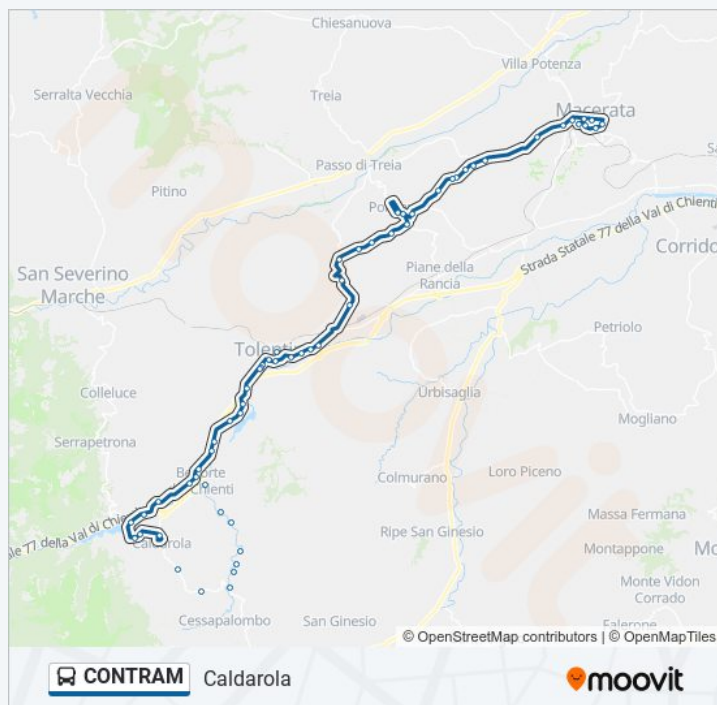 Chiesanuova
Villa Potenza
Serralta Vecchia
Treia
Macerata
Passo di Treia
Pitino
Strada Statale 77 della Val di Chienti
Corrido
San Severino
Marche
Piane della
Rancia
Petriolo
Colleluce
Urbisaglia
Mogliano
Serrapetrona
Colmurano
Loro Piceno
Massa Fermana
ale 77 della Val di Chienti
Ripe San Ginesio
Montappone
Caldarola
Monte Vidon
Corrado
Cessapalombo
San Ginesio
Falerone
© OpenStreetMap contributors | © OpenMapTiles
CONTRAM
Caldarola
moovit